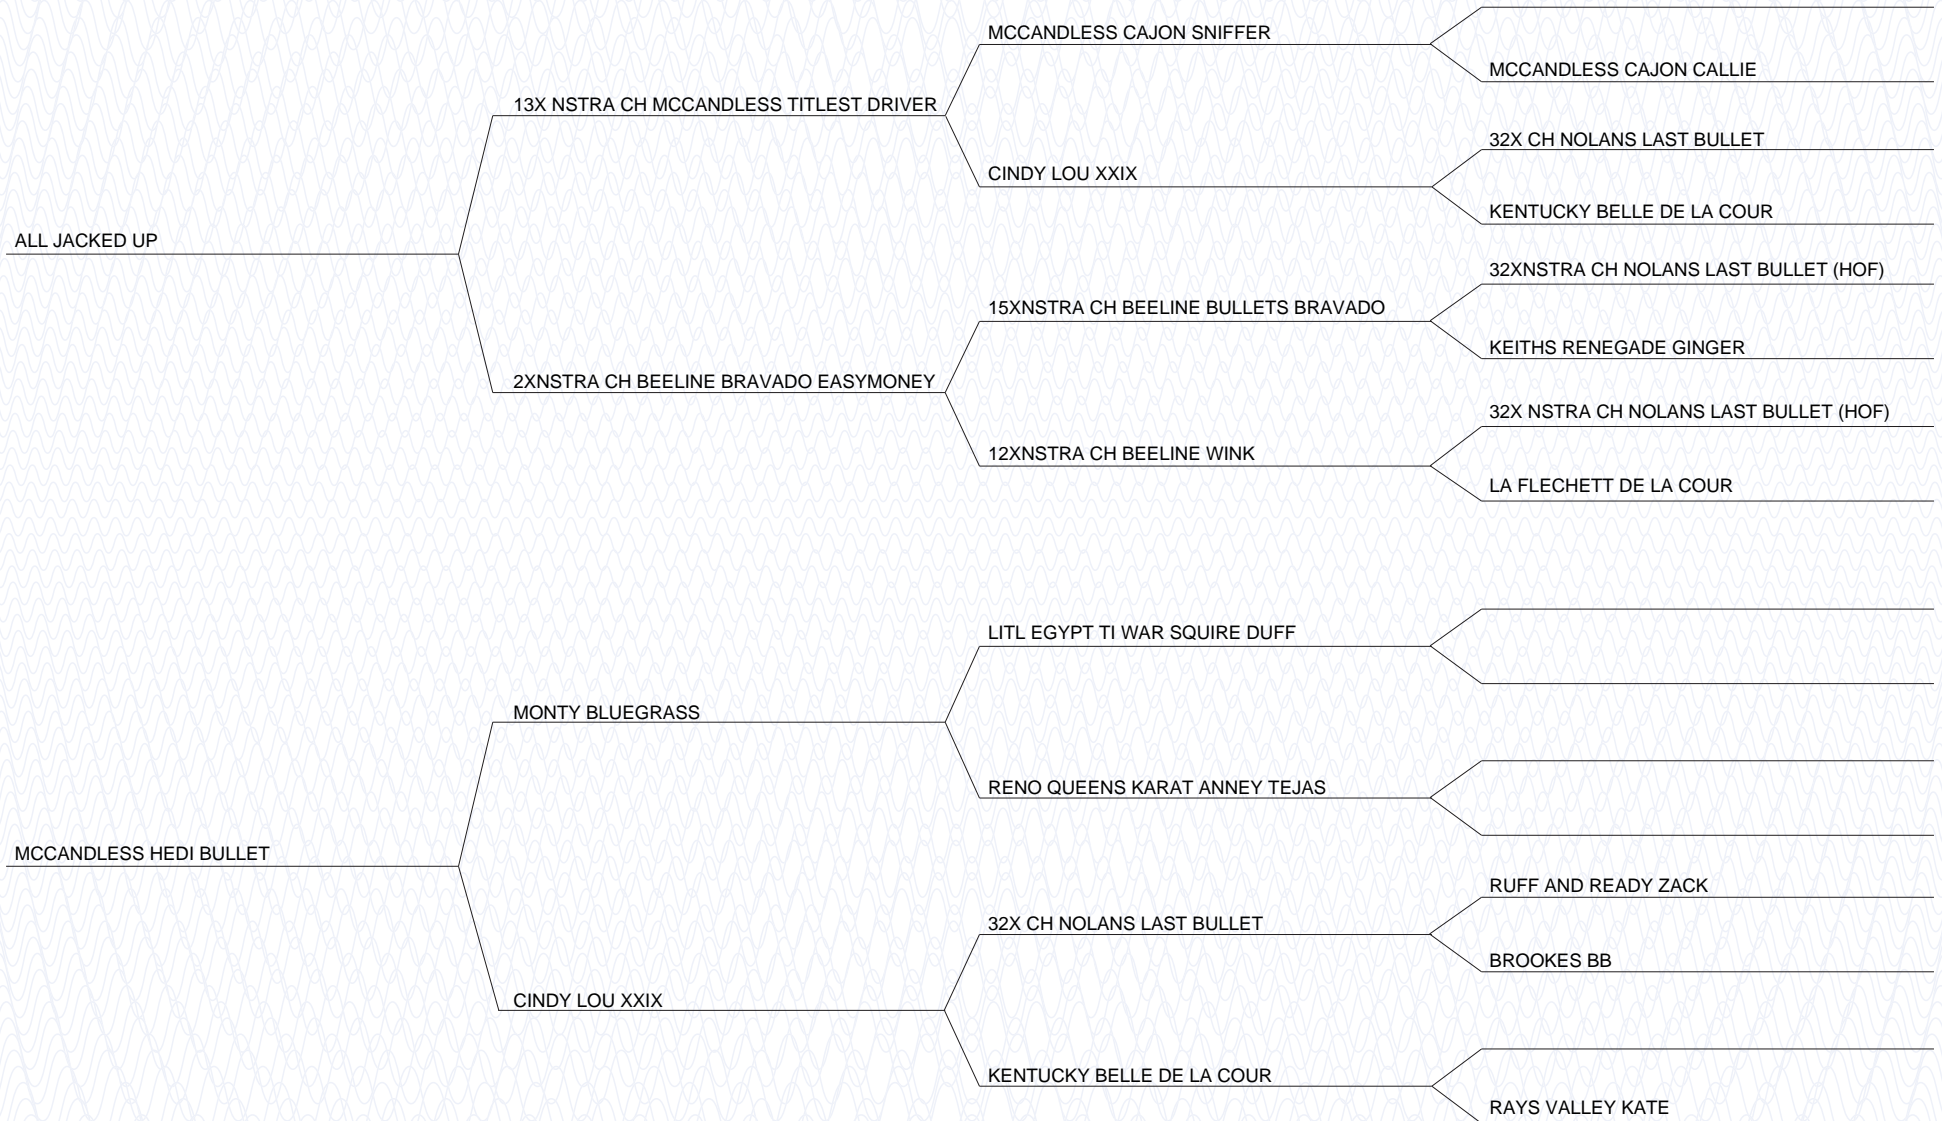 MCCANDLESS CAJON SNIFFER
MCCANDLESS CAJON CALLIE
13X NSTRA CH MCCANDLESS TITLEST DRIVER
32X CH NOLANS LAST BULLET
CINDY LOU XXIX
KENTUCKY BELLE DE LA COUR
ALL JACKED UP
32XNSTRA CH NOLANS LAST BULLET (HOF)
15XNSTRA CH BEELINE BULLETS BRAVADO
KEITHS RENEGADE GINGER
2XNSTRA CH BEELINE BRAVADO EASYMONEY
32X NSTRA CH NOLANS LAST BULLET (HOF)
12XNSTRA CH BEELINE WINK
LA FLECHETT DE LA COUR
LITL EGYPT TI WAR SQUIRE DUFF
MONTY BLUEGRASS
RENO QUEENS KARAT ANNEY TEJAS
MCCANDLESS HEDI BULLET
RUFF AND READY ZACK
32X CH NOLANS LAST BULLET
BROOKES BB
CINDY LOU XXIX
KENTUCKY BELLE DE LA COUR
RAYS VALLEY KATE